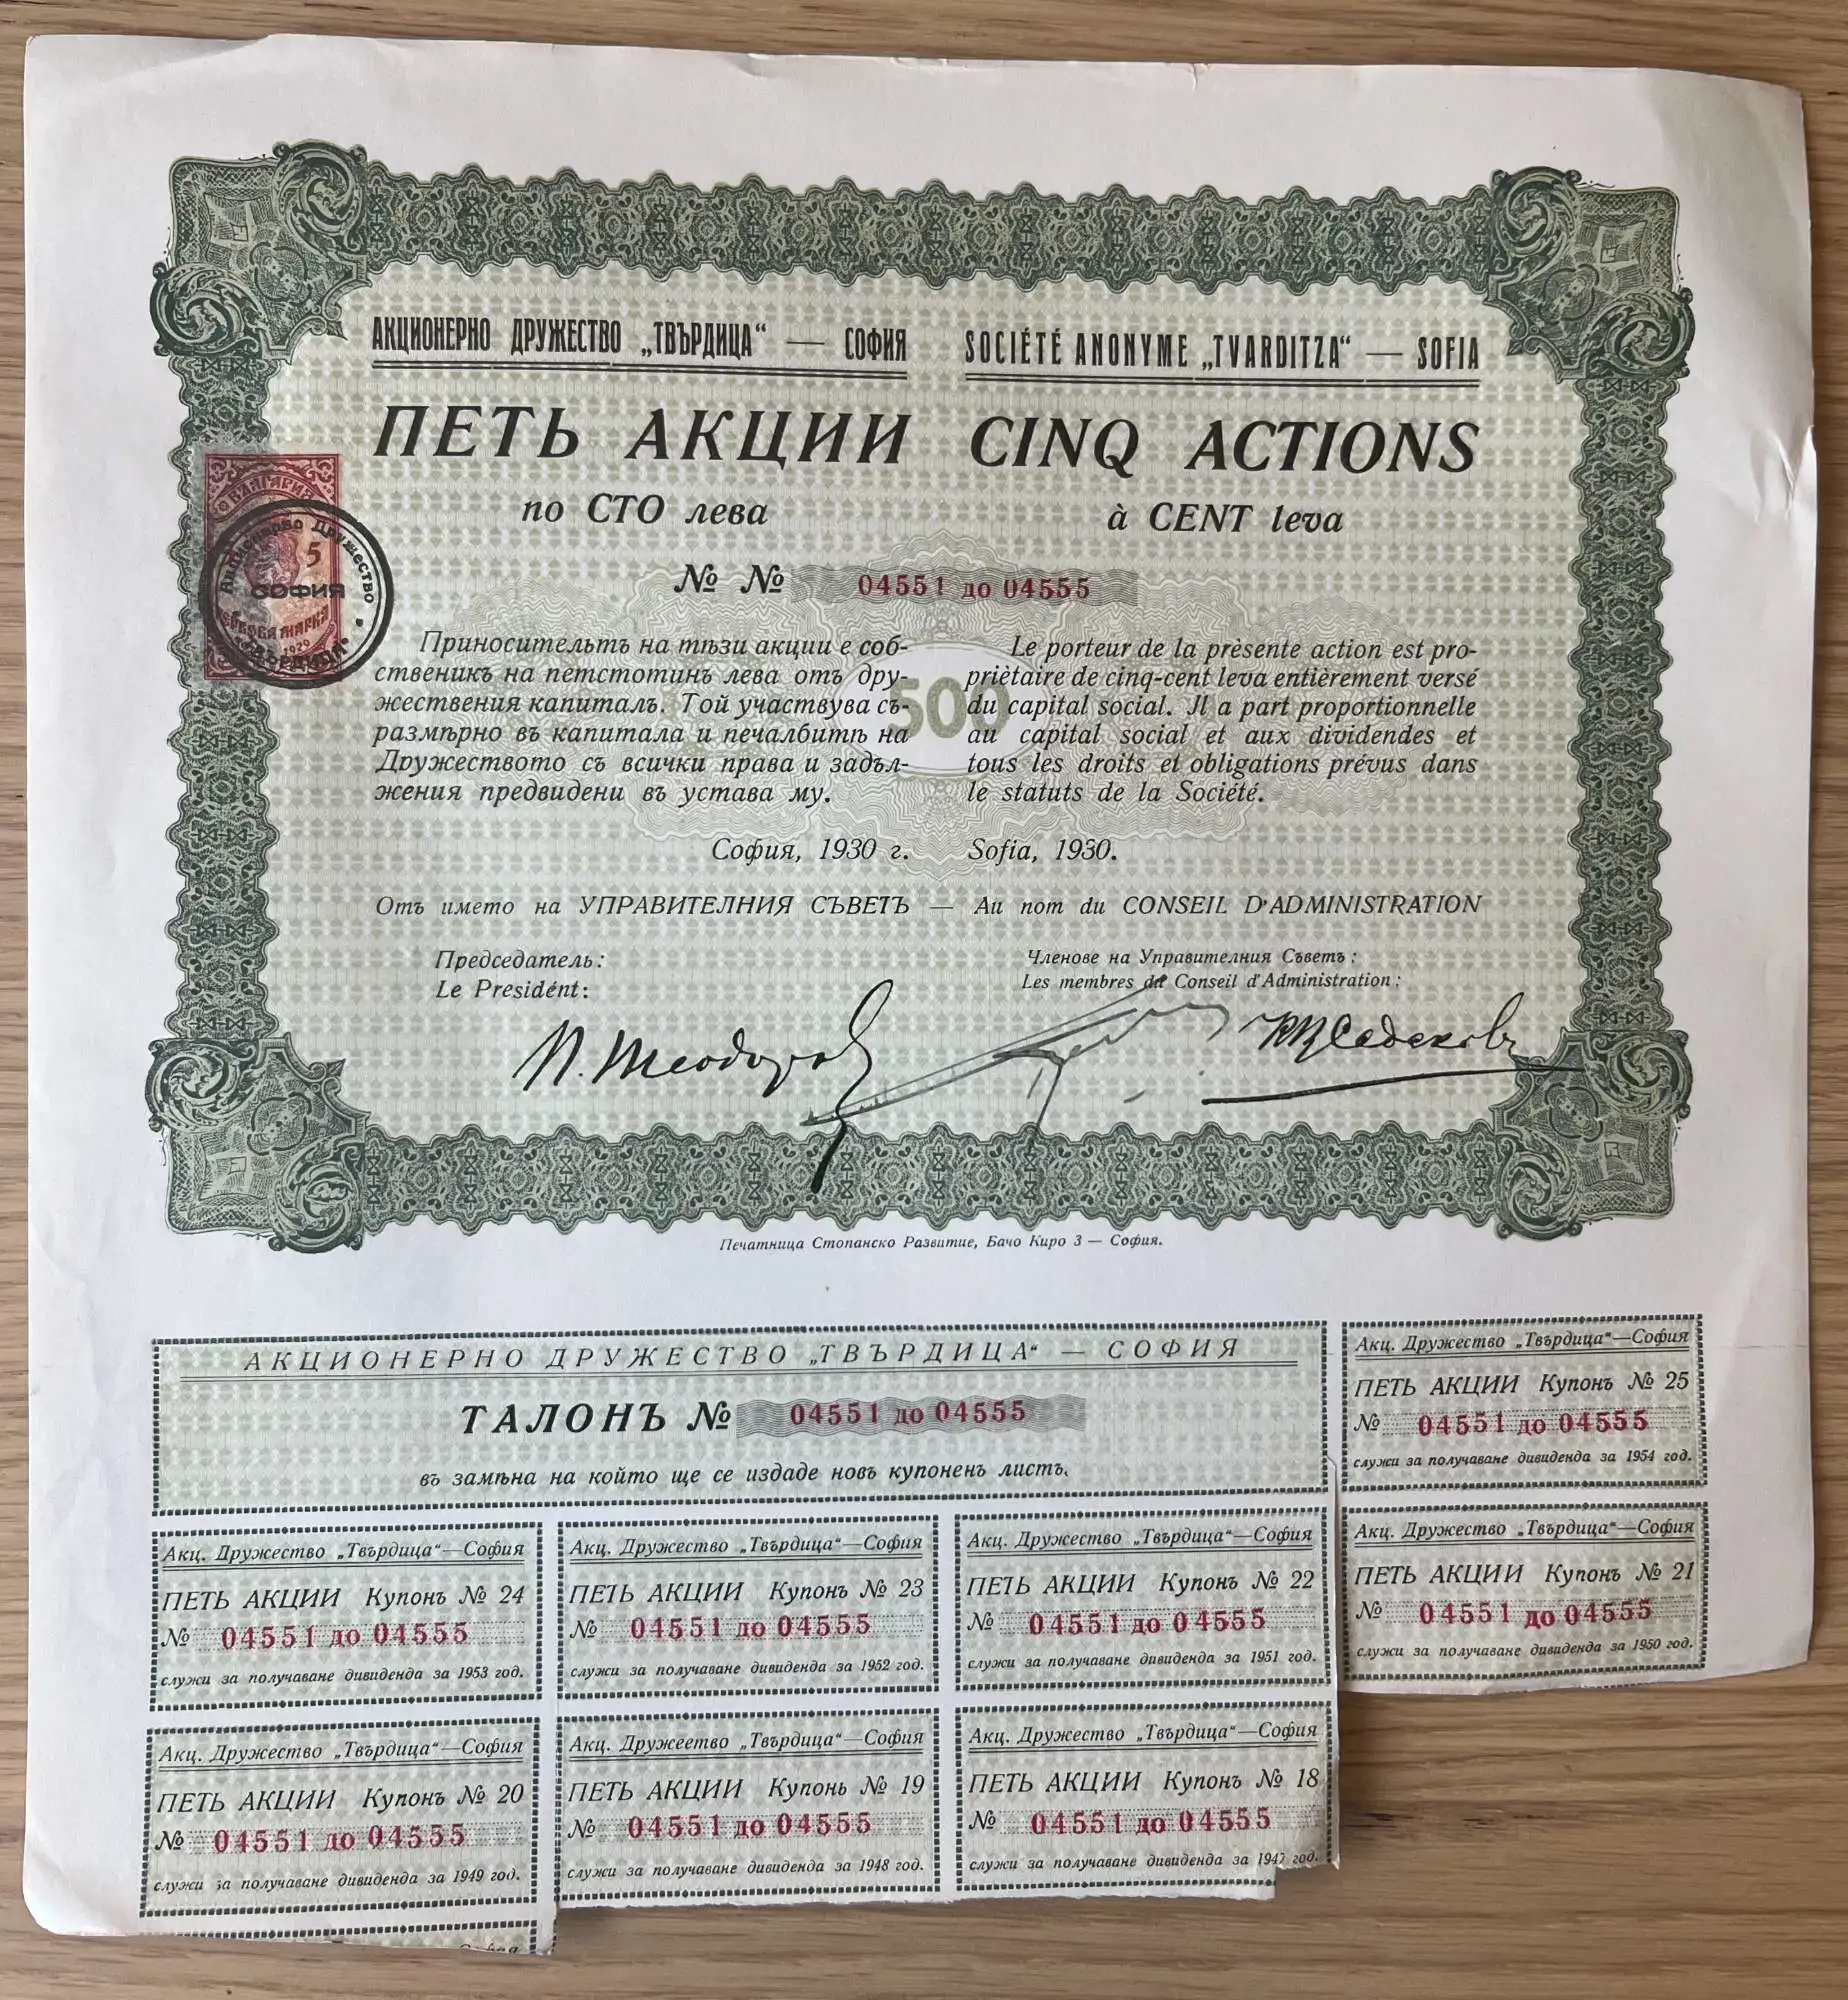 АКЦИОНЕРНО ДРУЖЕСТВО „ТВЪРДИЦА“ — СОФИЯ
ПЕТЬ АКЦИИ
по СТО лева
SOCIÉTÉ ANONYME „TVARDITZA“ — SOFIA
CINQ ACTIONS
à CENT leva
№ № 04551 до 04555
БЪЛГАРИЯ
5
1929
Акционерно Дружество
СОФИЯ
"ТВЪРДИЦА"
Приносительтъ на тѣзи акции е соб-
ственикъ на петстотинъ лева отъ дру-
жествения капиталъ. Той участвува съ-
размѣрно въ капитала и печалбитѣ на
Дружеството съ всички права и задъл-
жения предвидени въ устава му.
София, 1930 г.
500
Le porteur de la prèsente action est pro-
priètaire de cinq-cent leva entièrement versé
du capital social. Il a part proportionnelle
au capital social et aux dividendes et
tous les droits et obligations prévus dans
le statuts de la Société.
Sofia, 1930.
Отъ името на УПРАВИТЕЛНИЯ СЪВЕТЪ — Au nom du CONSEIL D'ADMINISTRATION
Председатель:
Le Presidént:
Членове на Управителния Съветъ:
Les membres du Conseil d'Administration:
Печатница Стопанско Развитие, Бачо Киро 3 — София.
АКЦИОНЕРНО ДРУЖЕСТВО „ТВЪРДИЦА“ — СОФИЯ
ТАЛОНЪ № 04551 до 04555
въ замѣна на който ще се издаде новъ купоненъ листъ.
Акц. Дружество „Твърдица“—София
ПЕТЬ АКЦИИ Купонъ № 25
№ 04551 до 04555
служи за получаване дивиденда за 1954 год.
Акц. Дружество „Твърдица“—София
ПЕТЬ АКЦИИ Купонъ № 24
№ 04551 до 04555
служи за получаване дивиденда за 1953 год.
Акц. Дружество „Твърдица“—София
ПЕТЬ АКЦИИ Купонъ № 23
№ 04551 до 04555
служи за получаване дивиденда за 1952 год.
Акц. Дружество „Твърдица“—София
ПЕТЬ АКЦИИ Купонъ № 22
№ 04551 до 04555
служи за получаване дивиденда за 1951 год.
Акц. Дружество „Твърдица“—София
ПЕТЬ АКЦИИ Купонъ № 21
№ 04551 до 04555
служи за получаване дивиденда за 1950 год.
Акц. Дружество „Твърдица“—София
ПЕТЬ АКЦИИ Купонъ № 20
№ 04551 до 04555
служи за получаване дивиденда за 1949 год.
Акц. Дружеетво „Твърдица“—София
ПЕТЬ АКЦИИ Купонь № 19
№ 04551 до 04555
служи за получаване дивиденда за 1948 год.
Акц. Дружество „Твърдица“—София
ПЕТЬ АКЦИИ Купонъ № 18
№ 04551 до 04555
служи за получаване дивиденда за 1947 год.